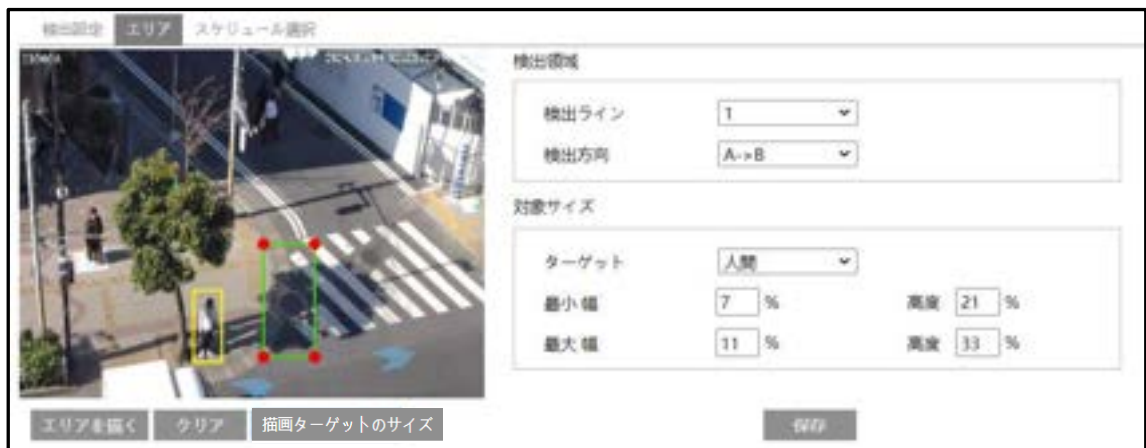 検出設定 エリア スケジュール選択
検出領域
検出ライン 1
検出方向 A->B
対象サイズ
ターゲット 人間
最小 幅 7 % 高度 21 %
最大 幅 11 % 高度 33 %
エリアを描く クリア 描画ターゲットのサイズ 保存